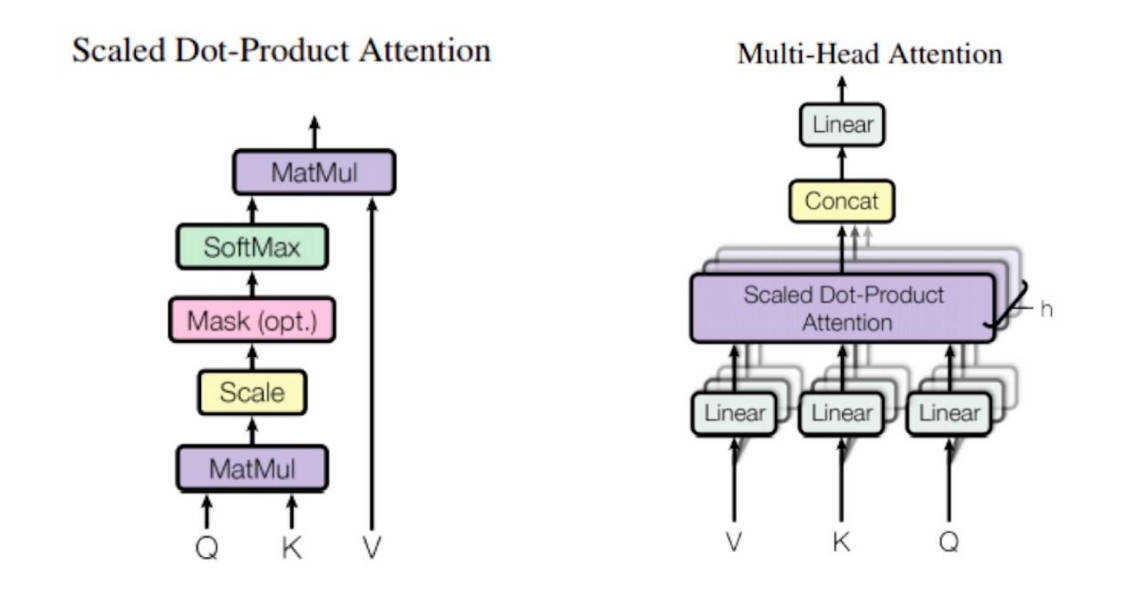 Scaled Dot-Product Attention
MatMul
SoftMax
Mask (opt.)
Scale
MatMul
Q K V
Multi-Head Attention
Linear
Concat
Scaled Dot-Product
Attention
h
Linear Linear Linear
V K Q